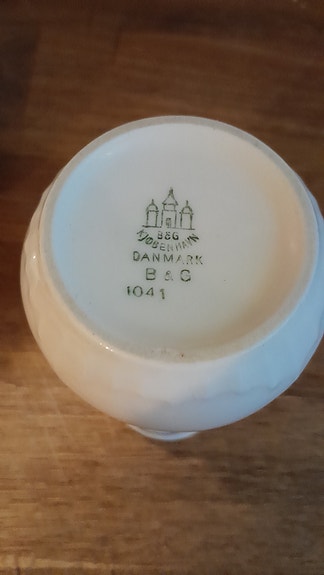 B&G
KJØBENHAVN
DANMARK
B & G
1041